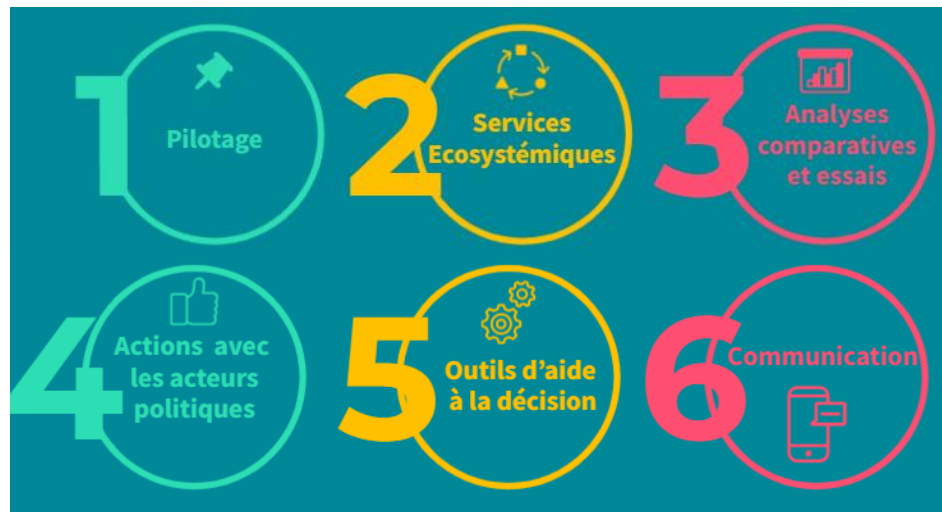 1
Pilotage
2
Services
Ecosystémiques
3
Analyses
comparatives
et essais
4
Actions avec
les acteurs
politiques
5
Outils d'aide
à la décision
6
Communication